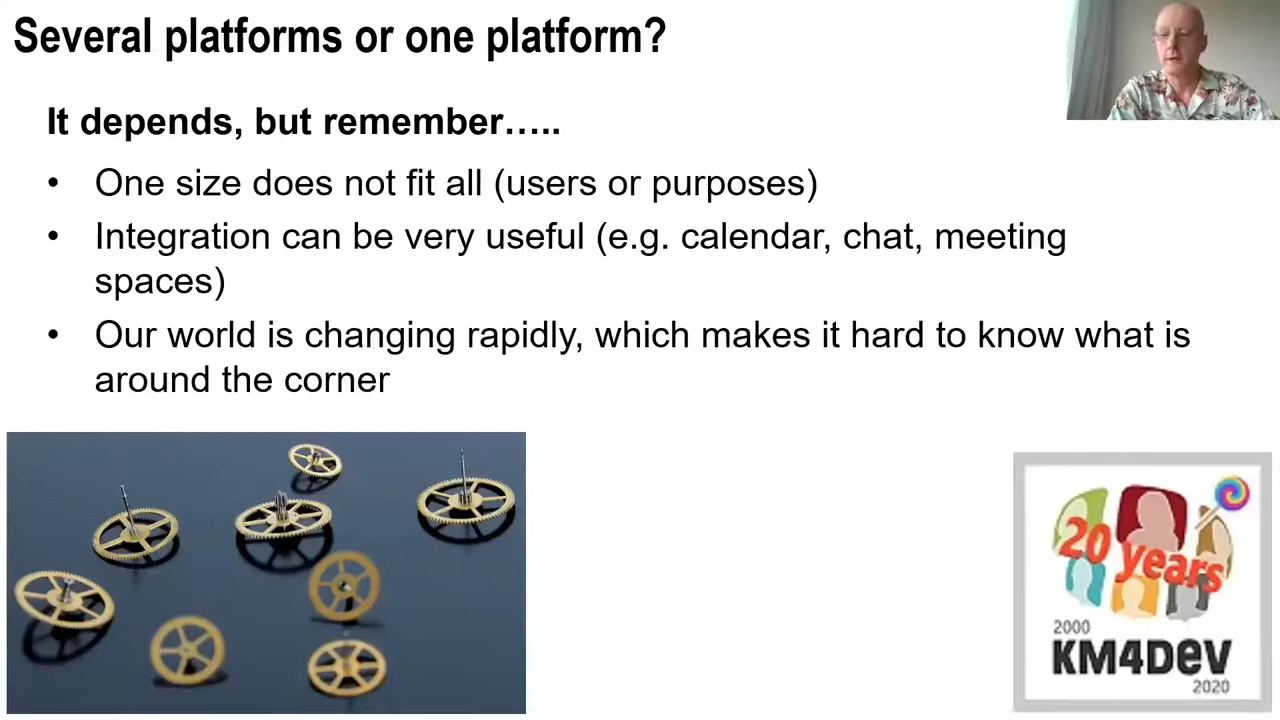 Several platforms or one platform?
It depends, but remember…..
• One size does not fit all (users or purposes)
• Integration can be very useful (e.g. calendar, chat, meeting
spaces)
• Our world is changing rapidly, which makes it hard to know what is
around the corner
20 years
2000
KM4Dev
2020